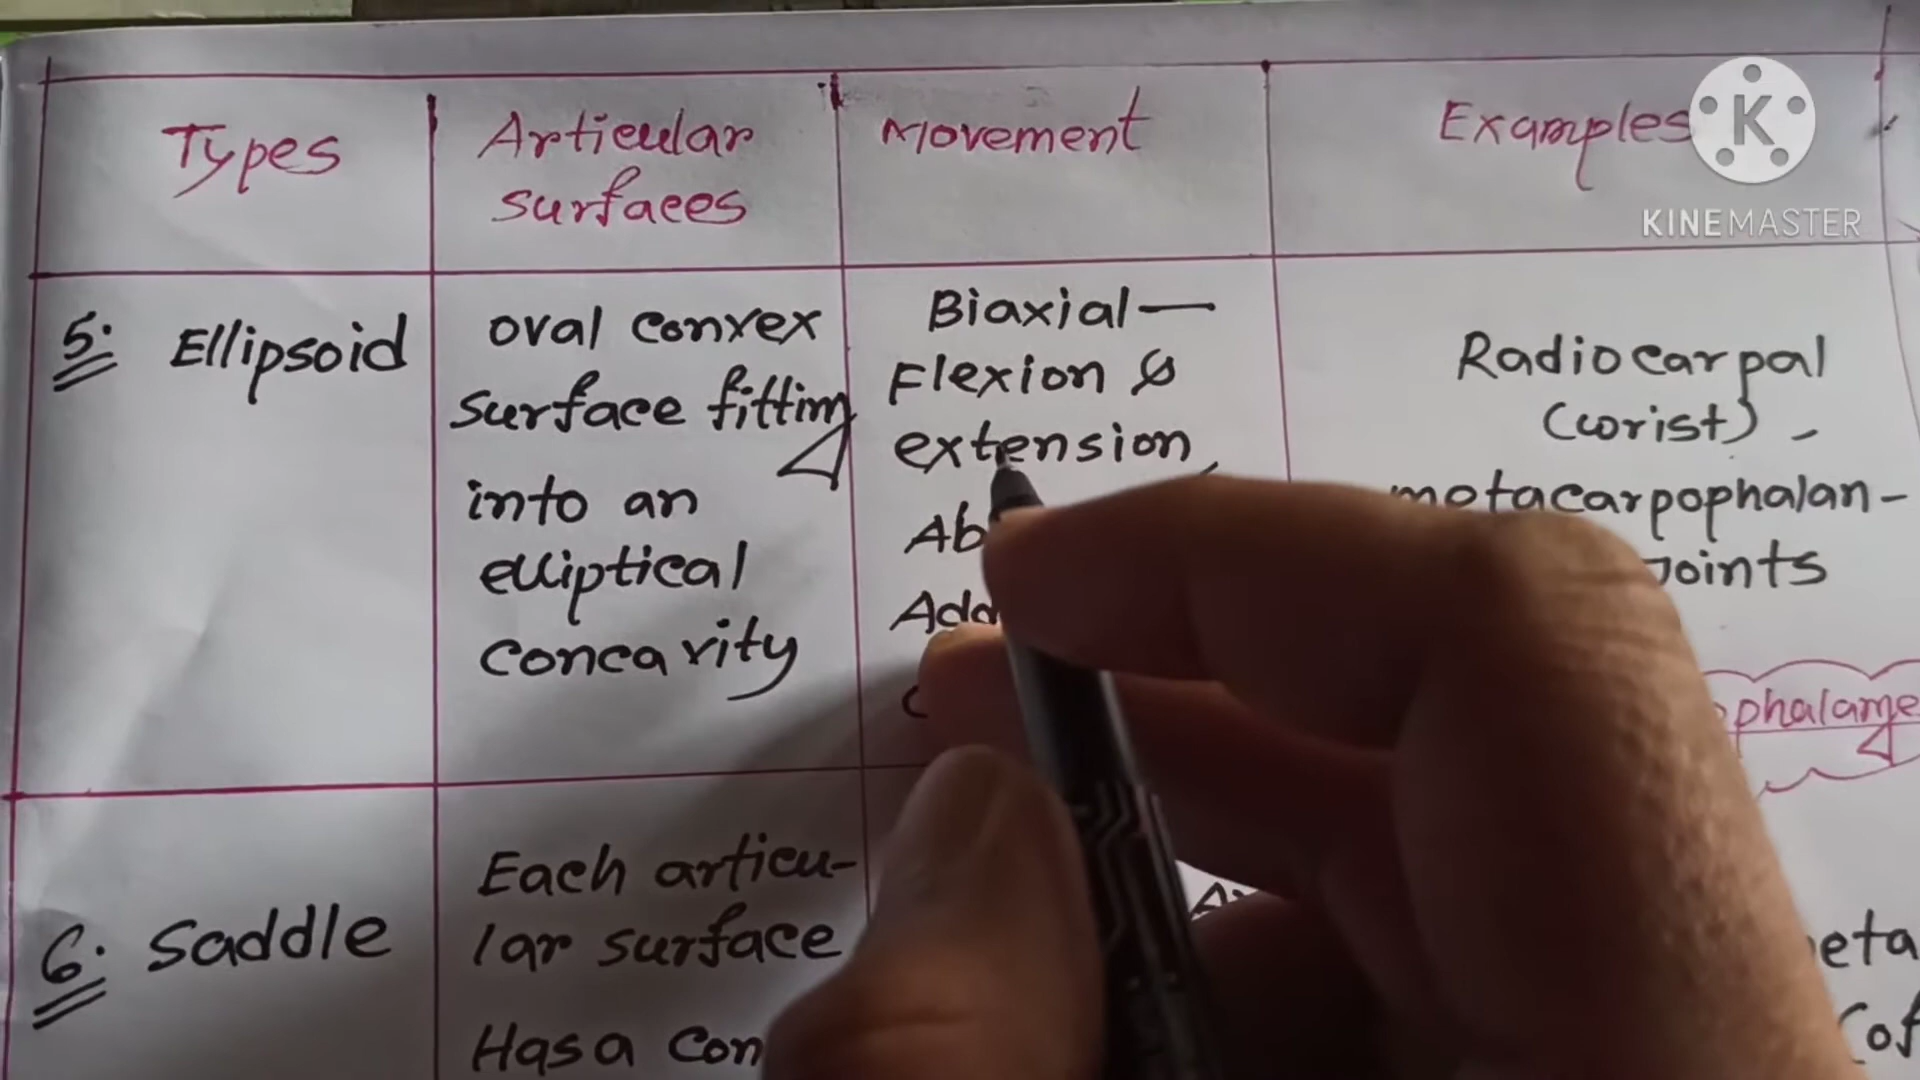 Types
Articular
surfaces
Movement
Examples
KINEMASTER
5. Ellipsoid
oval convex
surface fitting
into an
elliptical
concavity
Biaxial —
Flexion &
extension,
Radiocarpal
(wrist),
metacarpophalan-
joints
6. Saddle
Each articu-
lar surface
Has a